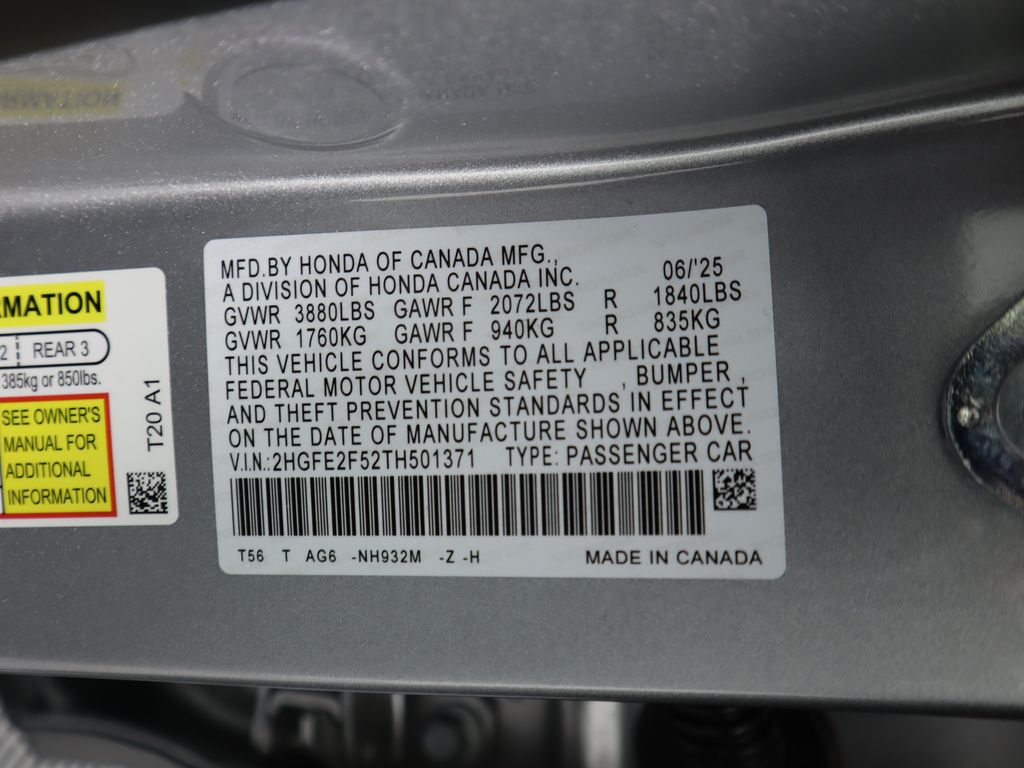 RMATION
2 REAR 3
385kg or 850lbs.
SEE OWNER'S
MANUAL FOR
ADDITIONAL
INFORMATION
T20 A1
MFD.BY HONDA OF CANADA MFG.,
A DIVISION OF HONDA CANADA INC. 06/'25
GVWR 3880LBS GAWR F 2072LBS R 1840LBS
GVWR 1760KG GAWR F 940KG R 835KG
THIS VEHICLE CONFORMS TO ALL APPLICABLE
FEDERAL MOTOR VEHICLE SAFETY , BUMPER ,
AND THEFT PREVENTION STANDARDS IN EFFECT
ON THE DATE OF MANUFACTURE SHOWN ABOVE.
V.I.N.:2HGFE2F52TH501371 TYPE: PASSENGER CAR
T56 T AG6 -NH932M -Z -H MADE IN CANADA